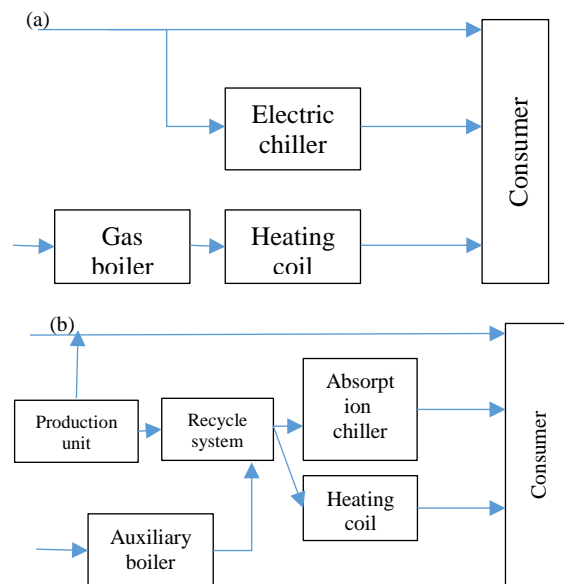 (a)
Electric
chiller
Consumer
Gas
boiler
Heating
coil
(b)
Absorpt
ion
chiller
Production
unit
Recycle
system
Consumer
Heating
coil
Auxiliary
boiler